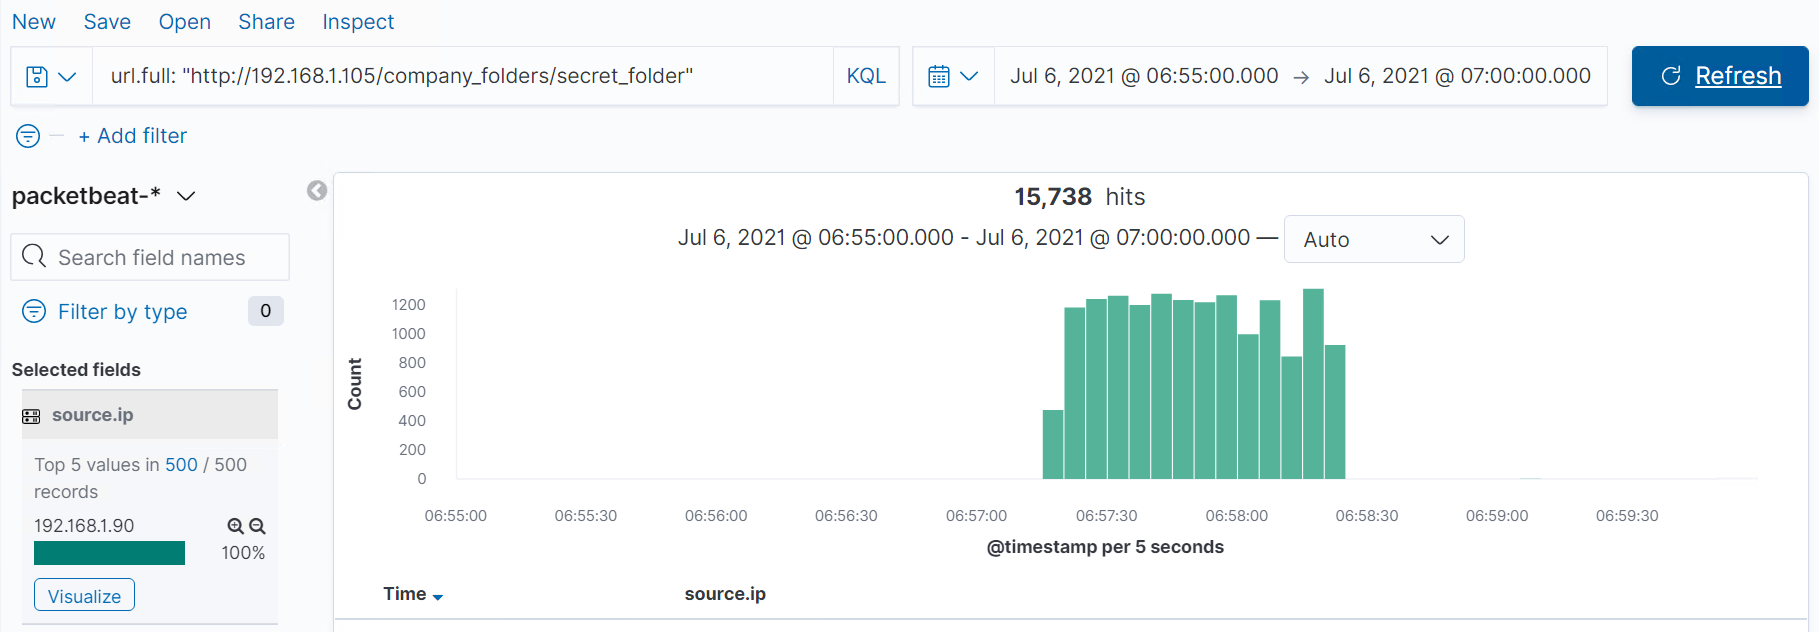 New Save Open Share Inspect
url.full: "http://192.168.1.105/company_folders/secret_folder" KQL Jul 6, 2021 @ 06:55:00.000 → Jul 6, 2021 @ 07:00:00.000 Refresh
+ Add filter
packetbeat-*
Search field names
Filter by type 0
Selected fields
source.ip
Top 5 values in 500 / 500
records
192.168.1.90
100%
Visualize
15,738 hits
Jul 6, 2021 @ 06:55:00.000 - Jul 6, 2021 @ 07:00:00.000 — Auto
Count
1200
1000
800
600
400
200
0
06:55:00 06:55:30 06:56:00 06:56:30 06:57:00 06:57:30 06:58:00 06:58:30 06:59:00 06:59:30
@timestamp per 5 seconds
Time source.ip